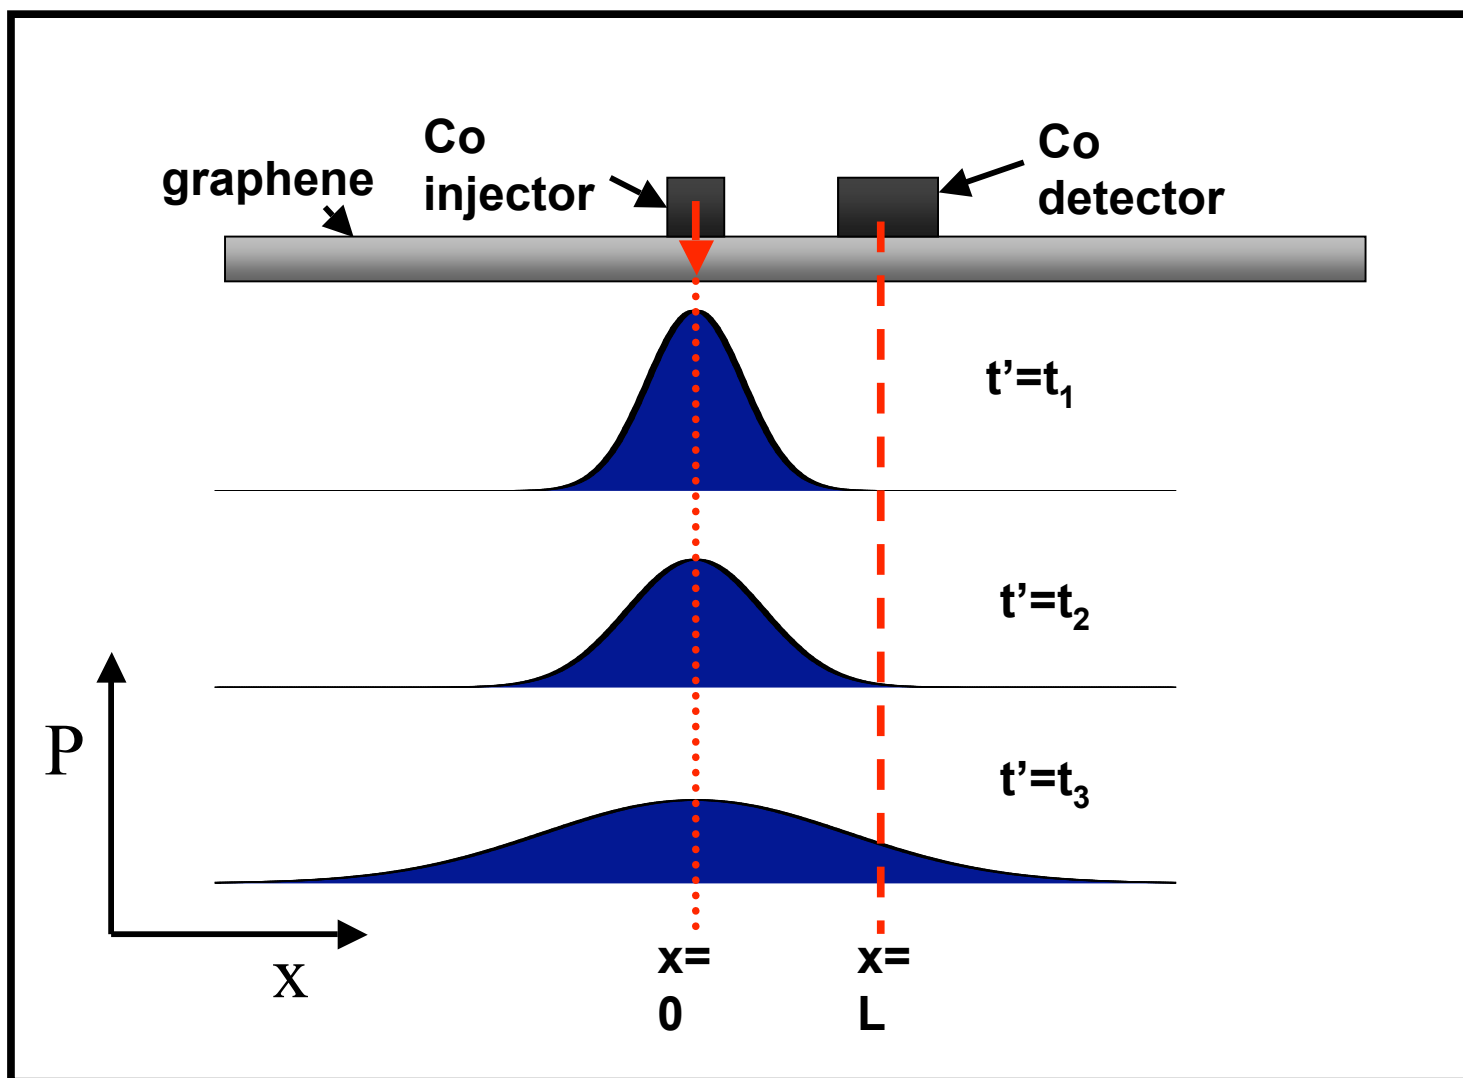 graphene
Co
injector
Co
detector
t’=t₁
t’=t₂
t’=t₃
P
x
x=
0
x=
L